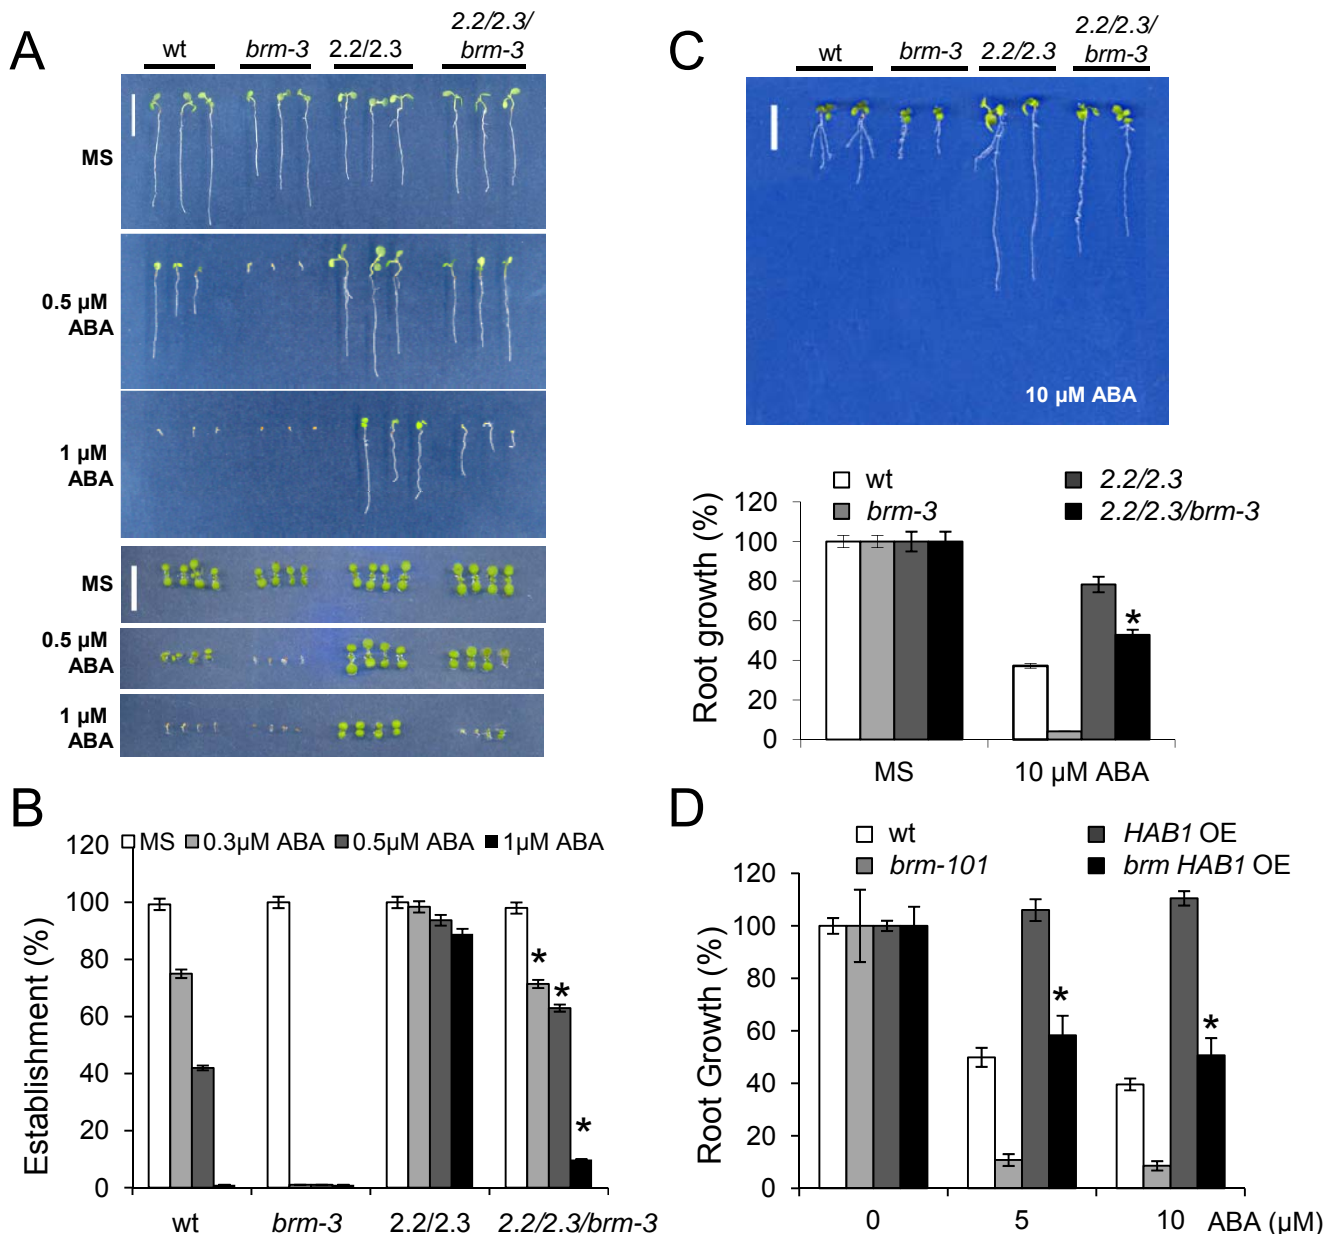 A
wt
brm-3
2.2/2.3
2.2/2.3/
brm-3
MS
0.5 µM
ABA
1 µM
ABA
MS
0.5 µM
ABA
1 µM
ABA
B
Establishment (%)
MS
0.3µM ABA
0.5µM ABA
1µM ABA
120
100
80
60
40
20
0
*
*
*
wt
brm-3
2.2/2.3
2.2/2.3/brm-3
C
wt
brm-3
2.2/2.3
2.2/2.3/
brm-3
10 µM ABA
wt
2.2/2.3
brm-3
2.2/2.3/brm-3
Root growth (%)
120
100
80
60
40
20
0
*
MS
10 µM ABA
D
wt
HAB1 OE
brm-101
brm HAB1 OE
Root Growth (%)
120
100
80
60
40
20
0
*
*
0
5
10
ABA (µM)